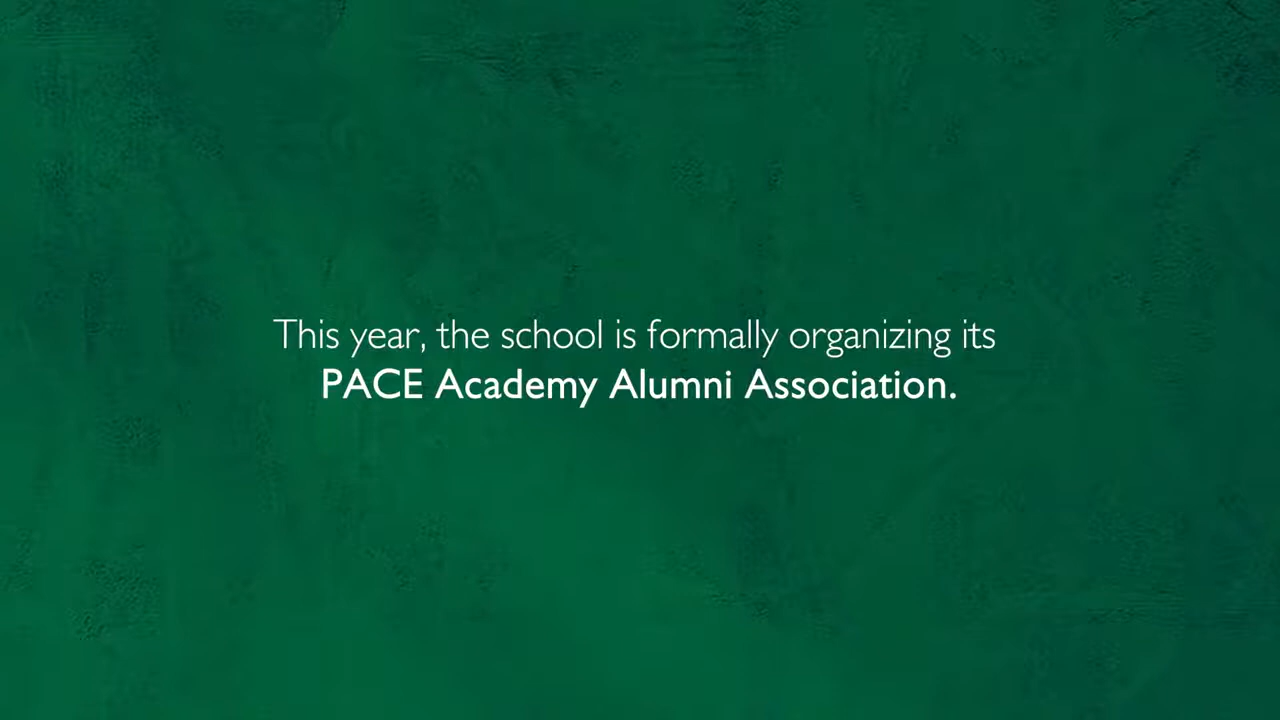 This year, the school is formally organizing its
PACE Academy Alumni Association.